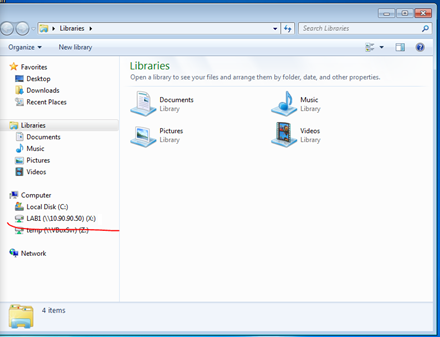 Libraries
Search Libraries
Organize
New library
Favorites
Desktop
Downloads
Recent Places
Libraries
Documents
Music
Pictures
Videos
Computer
Local Disk (C:)
LAB1 (\\10.90.90.50) (X:)
temp (\\VBoxSvr) (Z:)
Network
Libraries
Open a library to see your files and arrange them by folder, date, and other properties.
Documents
Library
Music
Library
Pictures
Library
Videos
Library
4 items